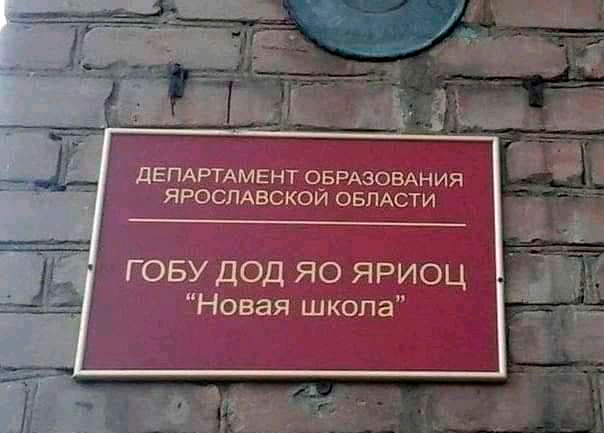 ДЕПАРТАМЕНТ ОБРАЗОВАНИЯ
ЯРОСЛАВСКОЙ ОБЛАСТИ
ГОБУ ДОД ЯО ЯРИОЦ
"Новая школа"